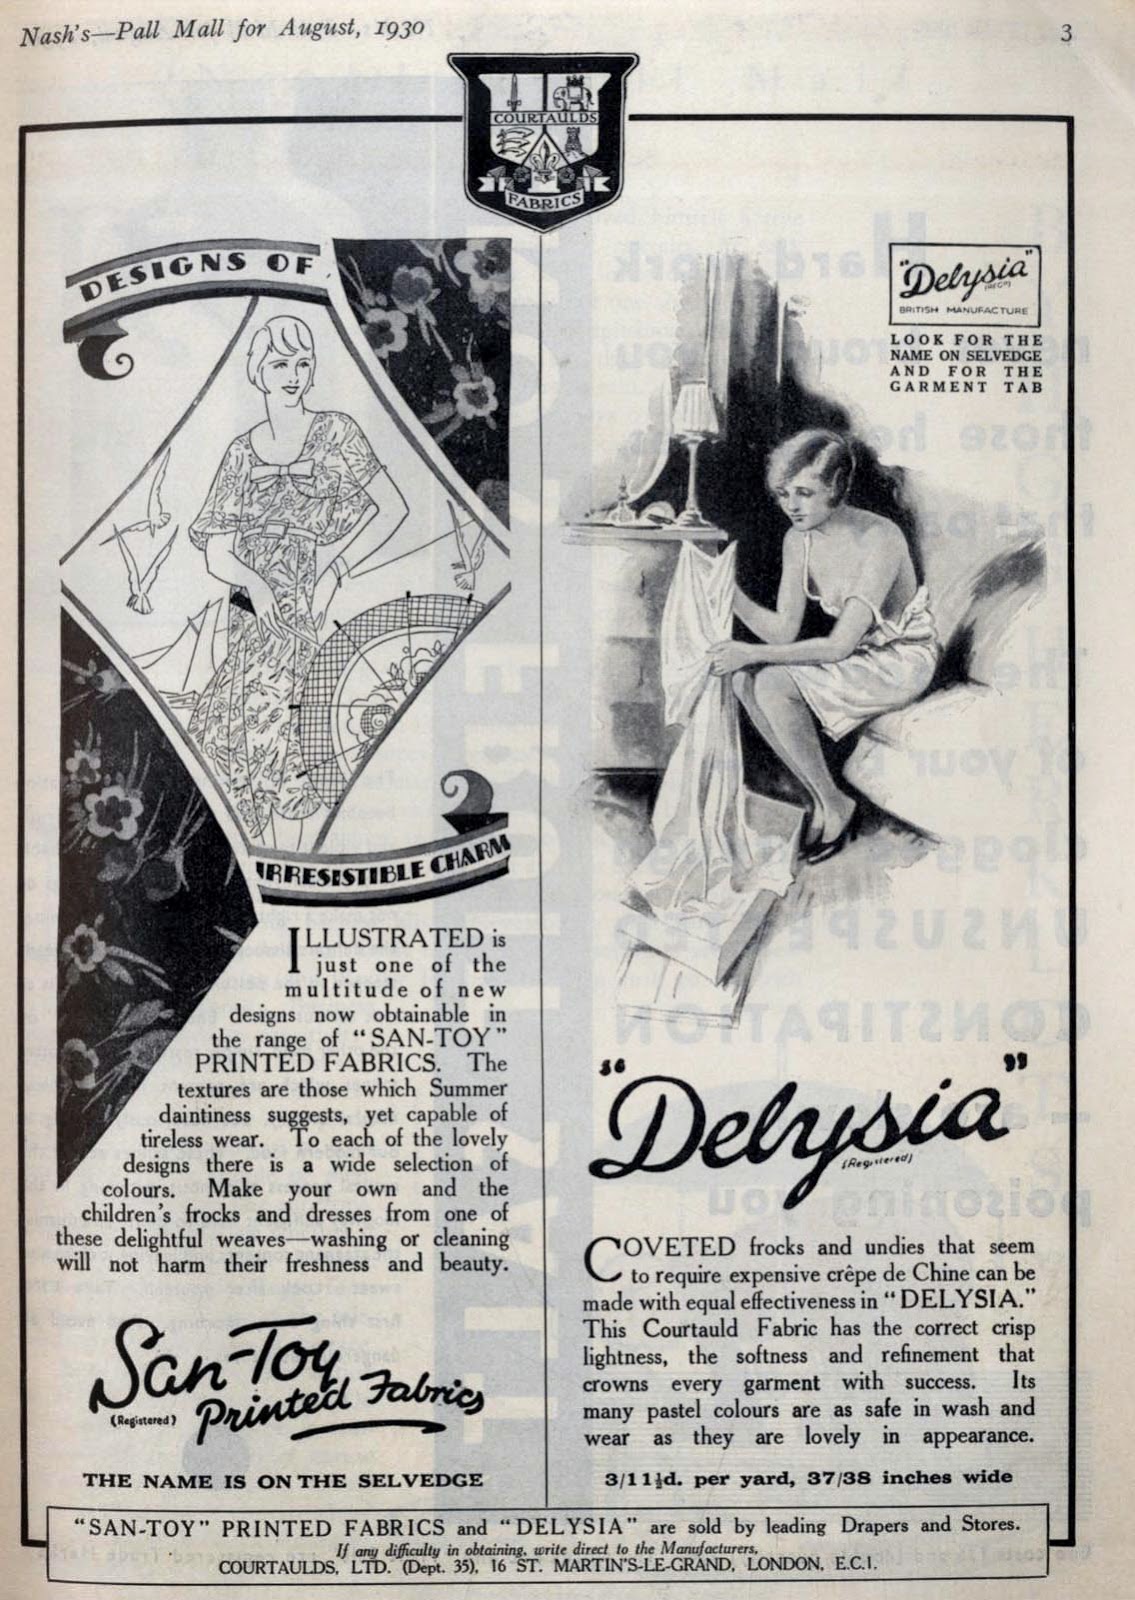 Nash's—Pall Mall for August, 1930
3
COURTAULDS
FABRICS
DESIGNS OF
IRRESISTIBLE CHARM
ILLUSTRATED is
just one of the
multitude of new
designs now obtainable in
the range of "SAN-TOY"
PRINTED FABRICS. The
textures are those which Summer
daintiness suggests, yet capable of
tireless wear. To each of the lovely
designs there is a wide selection of
colours. Make your own and the
children's frocks and dresses from one of
these delightful weaves—washing or cleaning
will not harm their freshness and beauty.
San-Toy
(Registered) Printed Fabrics
THE NAME IS ON THE SELVEDGE
"Delysia"
(REGD)
BRITISH MANUFACTURE
LOOK FOR THE
NAME ON SELVEDGE
AND FOR THE
GARMENT TAB
"Delysia"
(Registered)
COVETED frocks and undies that seem
to require expensive crêpe de Chine can be
made with equal effectiveness in "DELYSIA."
This Courtauld Fabric has the correct crisp
lightness, the softness and refinement that
crowns every garment with success. Its
many pastel colours are as safe in wash and
wear as they are lovely in appearance.
3/11½d. per yard, 37/38 inches wide
"SAN-TOY" PRINTED FABRICS and "DELYSIA" are sold by leading Drapers and Stores.
If any difficulty in obtaining, write direct to the Manufacturers,
COURTAULDS, LTD. (Dept. 35), 16 ST. MARTIN'S-LE-GRAND, LONDON, E.C.1.